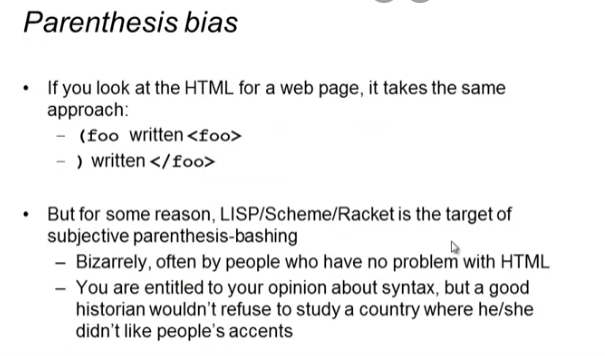 Parenthesis bias
• If you look at the HTML for a web page, it takes the same
approach:
– (foo written <foo>
– ) written </foo>
• But for some reason, LISP/Scheme/Racket is the target of
subjective parenthesis-bashing
– Bizarrely, often by people who have no problem with HTML
– You are entitled to your opinion about syntax, but a good
historian wouldn't refuse to study a country where he/she
didn't like people's accents